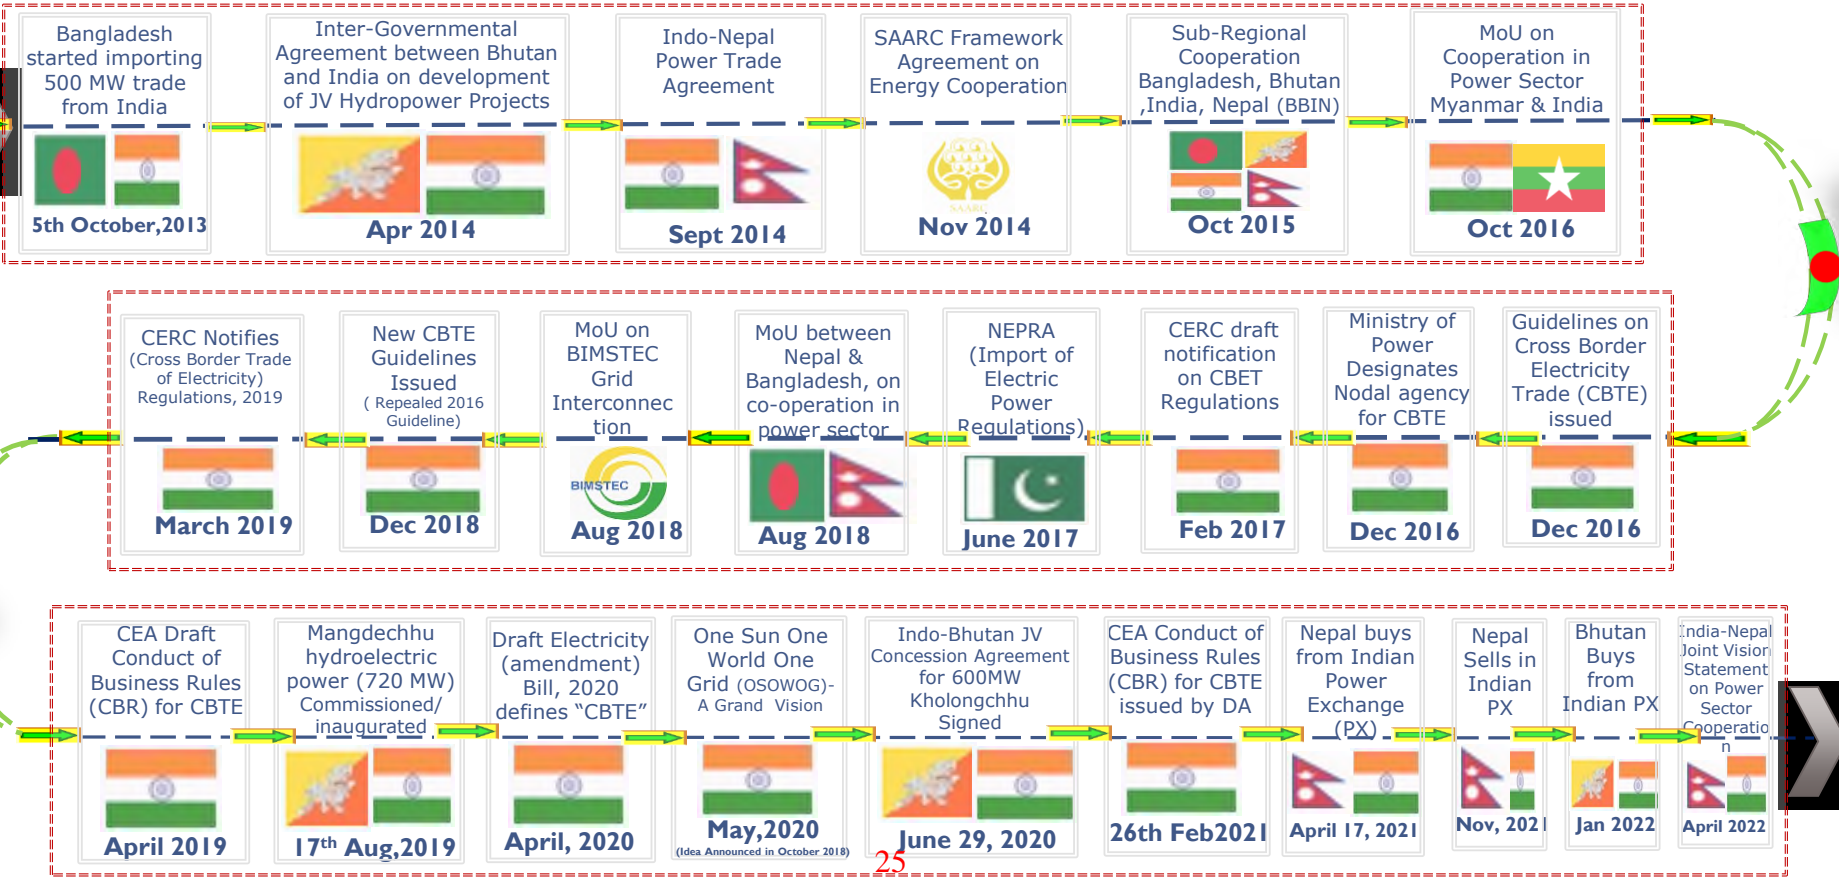 Bangladesh
started importing
500 MW trade
from India
5th October,2013
Inter-Governmental
Agreement between Bhutan
and India on development
of JV Hydropower Projects
Apr 2014
Indo-Nepal
Power Trade
Agreement
Sept 2014
SAARC Framework
Agreement on
Energy Cooperation
SAARC
Nov 2014
Sub-Regional
Cooperation
Bangladesh, Bhutan
,India, Nepal (BBIN)
Oct 2015
MoU on
Cooperation in
Power Sector
Myanmar & India
Oct 2016
CERC Notifies
(Cross Border Trade
of Electricity)
Regulations, 2019
March 2019
New CBTE
Guidelines
Issued
( Repealed 2016
Guideline)
Dec 2018
MoU on
BIMSTEC
Grid
Interconnec
tion
BIMSTEC
Aug 2018
MoU between
Nepal &
Bangladesh, on
co-operation in
power sector
Aug 2018
NEPRA
(Import of
Electric
Power
Regulations)
June 2017
CERC draft
notification
on CBET
Regulations
Feb 2017
Ministry of
Power
Designates
Nodal agency
for CBTE
Dec 2016
Guidelines on
Cross Border
Electricity
Trade (CBTE)
issued
Dec 2016
CEA Draft
Conduct of
Business Rules
(CBR) for CBTE
April 2019
Mangdechhu
hydroelectric
power (720 MW)
Commissioned/
inaugurated
17th Aug,2019
Draft Electricity
(amendment)
Bill, 2020
defines “CBTE”
April, 2020
One Sun One
World One
Grid (OSOWOG)-
A Grand Vision
May,2020
(Idea Announced in October 2018)
Indo-Bhutan JV
Concession Agreement
for 600MW
Kholongchhu
Signed
June 29, 2020
CEA Conduct of
Business Rules
(CBR) for CBTE
issued by DA
26th Feb2021
Nepal buys
from Indian
Power
Exchange
(PX)
April 17, 2021
Nepal
Sells in
Indian
PX
Nov, 2021
Bhutan
Buys
from
Indian PX
Jan 2022
India-Nepal
Joint Vision
Statement
on Power
Sector
Cooperatio
n
April 2022
25